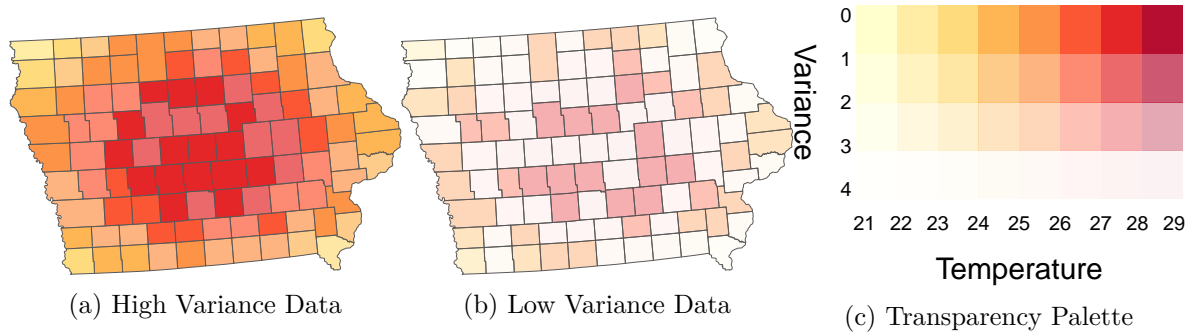 0
1
2
3
4
Variance
21 22 23 24 25 26 27 28 29
Temperature
(a) High Variance Data
(b) Low Variance Data
(c) Transparency Palette